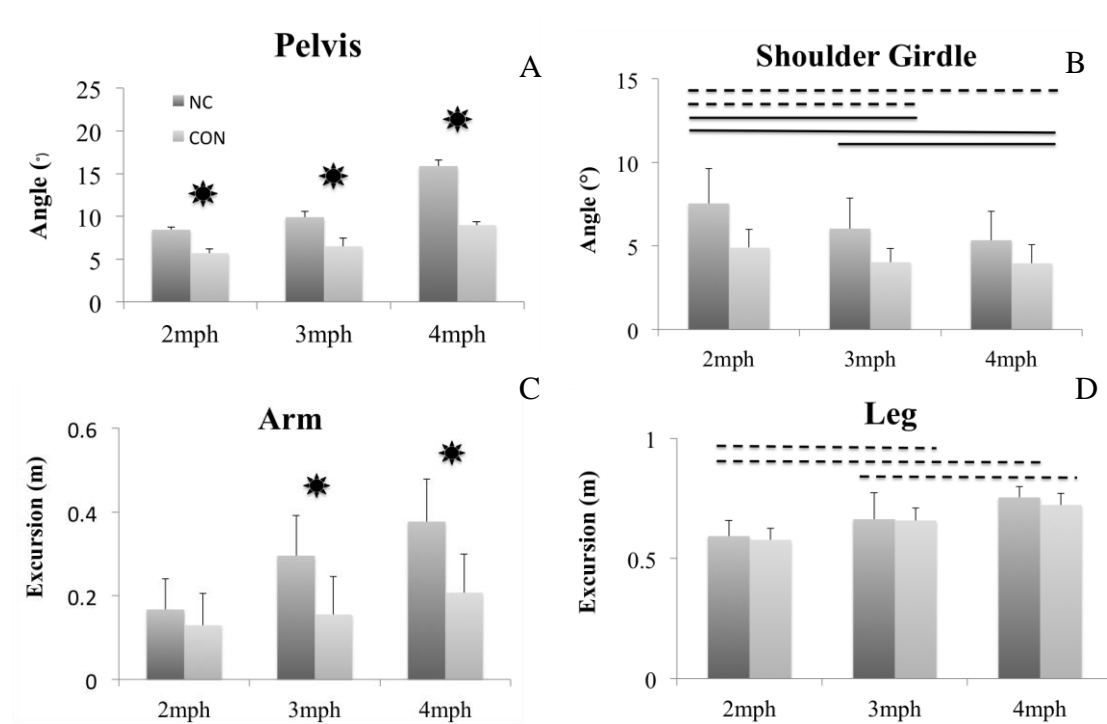 Pelvis
A
25
20
15
10
5
0
Angle (°)
NC
CON
2mph
3mph
4mph
Shoulder Girdle
B
15
10
5
0
Angle (°)
2mph
3mph
4mph
Arm
C
0.6
0.4
0.2
0
Excursion (m)
2mph
3mph
4mph
Leg
D
1
0.5
0
Excursion (m)
2mph
3mph
4mph